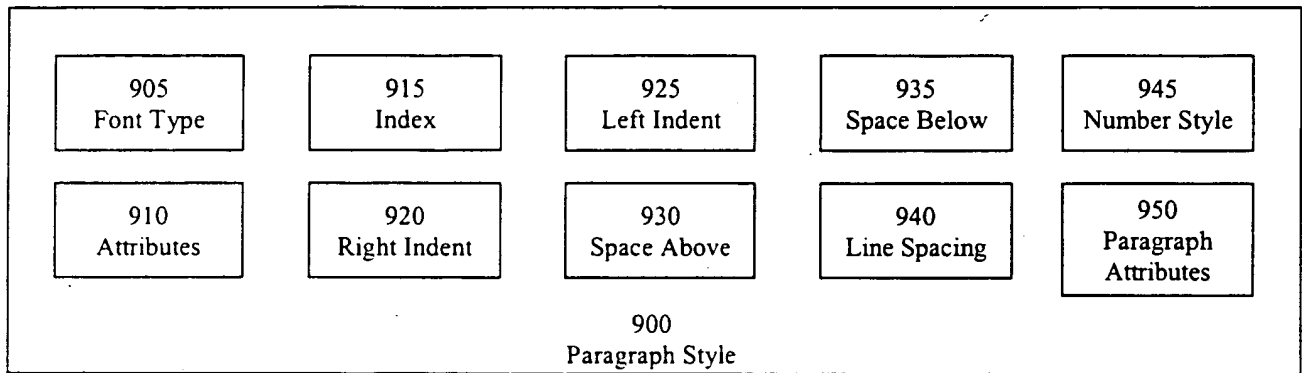 905
Font Type
915
Index
925
Left Indent
935
Space Below
945
Number Style
910
Attributes
920
Right Indent
930
Space Above
940
Line Spacing
950
Paragraph
Attributes
900
Paragraph Style